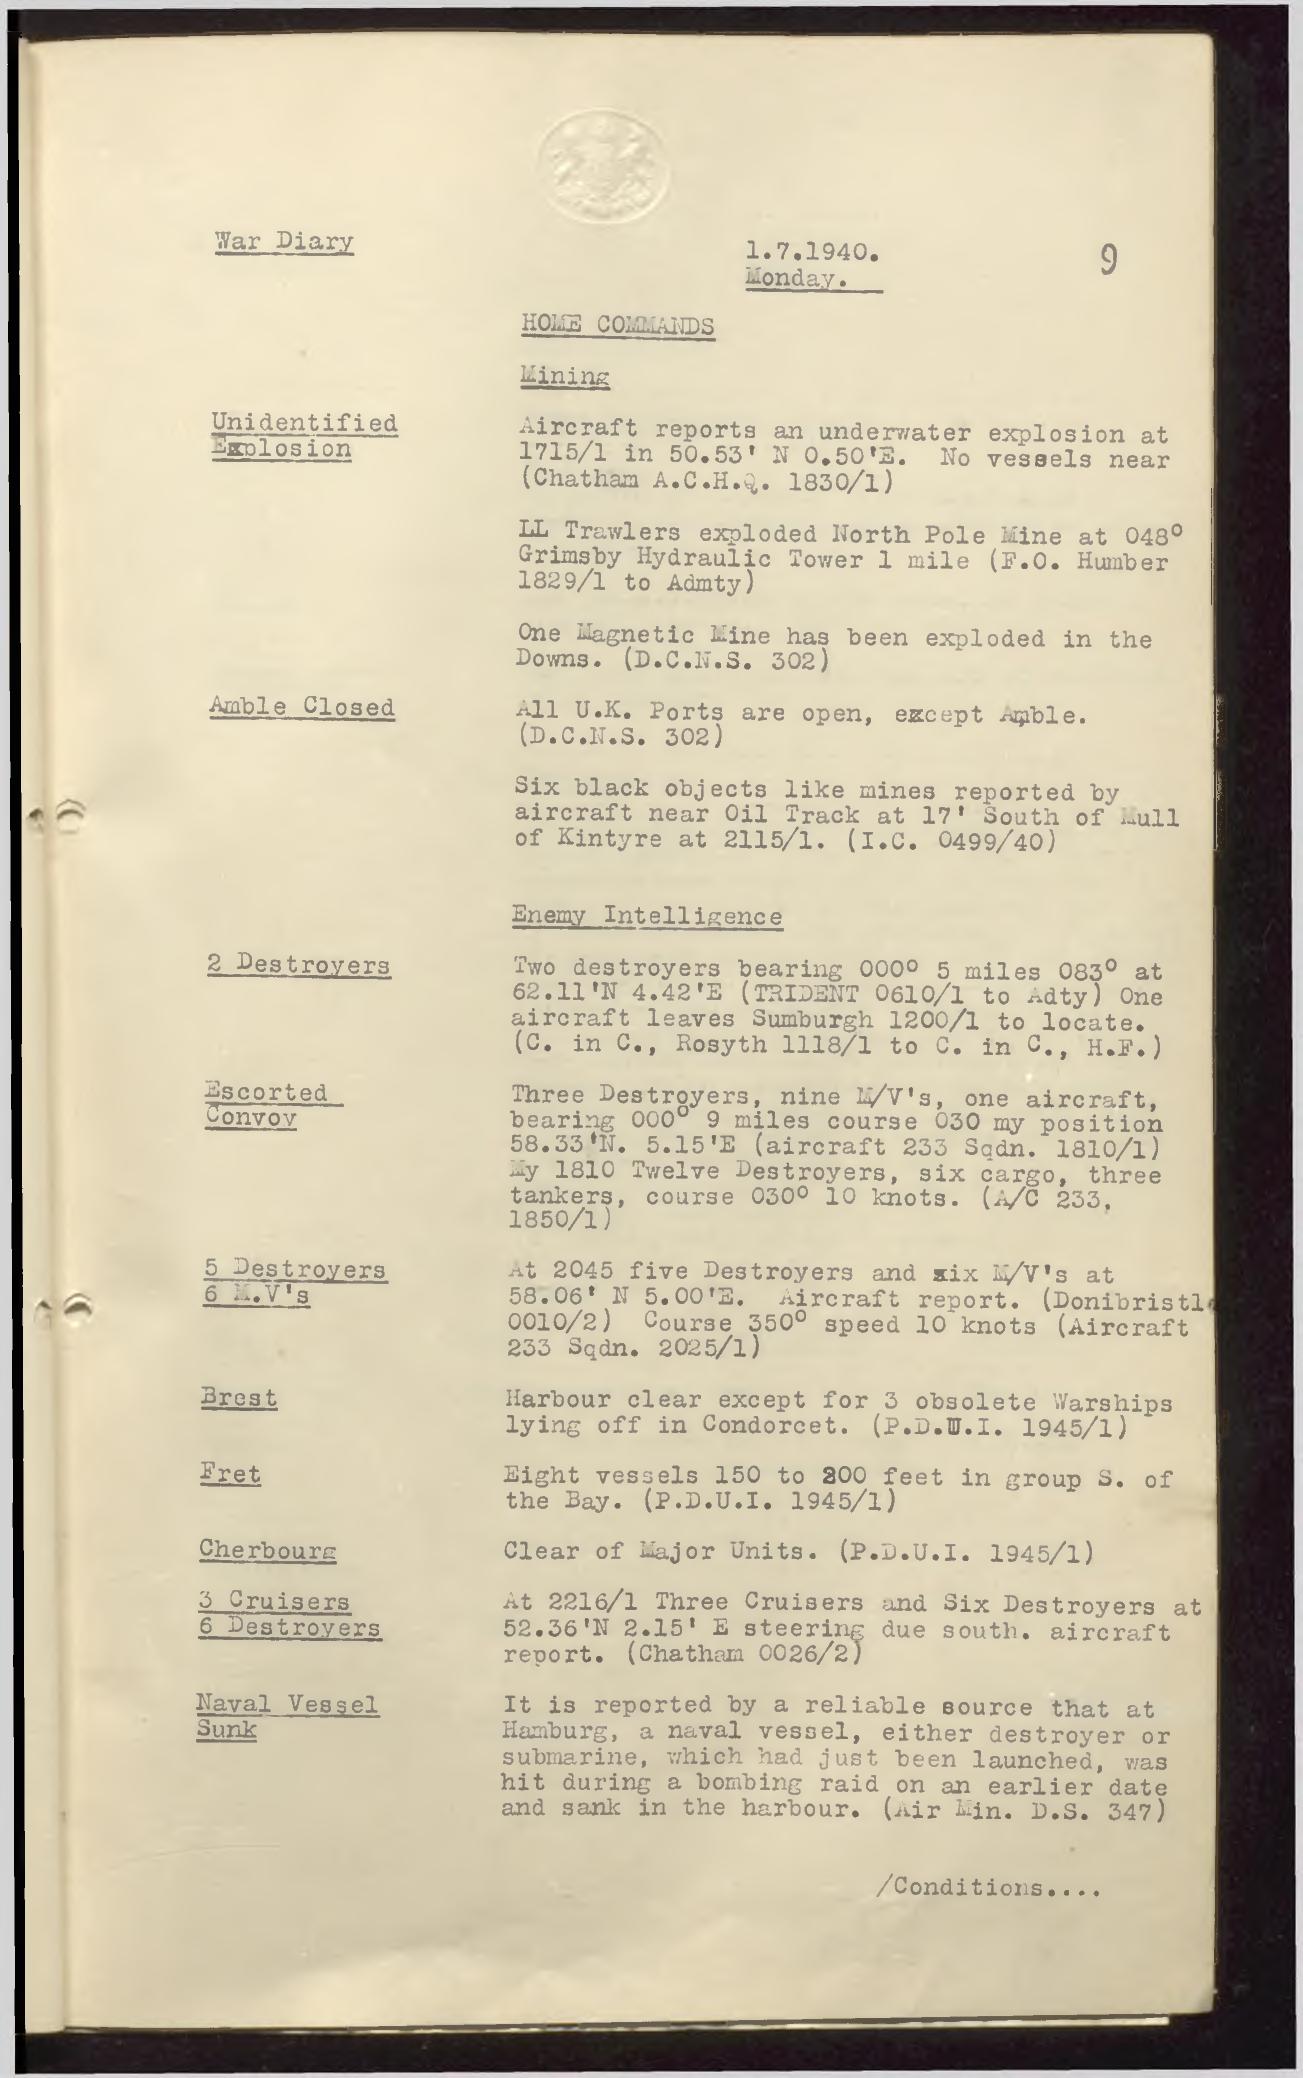 War Diary
1.7.1940.
Monday.
9
HOME COMMANDS
Mining
Unidentified
Explosion
Aircraft reports an underwater explosion at
1715/1 in 50.53' N 0.50'E. No vessels near
(Chatham A.C.H.Q. 1830/1)
LL Trawlers exploded North Pole Mine at 048°
Grimsby Hydraulic Tower 1 mile (F.O. Humber
1829/1 to Admty)
One Magnetic Mine has been exploded in the
Downs. (D.C.N.S. 302)
Amble Closed
All U.K. Ports are open, except Amble.
(D.C.N.S. 302)
Six black objects like mines reported by
aircraft near Oil Track at 17' South of Mull
of Kintyre at 2115/1. (I.C. 0499/40)
Enemy Intelligence
2 Destroyers
Two destroyers bearing 000° 5 miles 083° at
62.11'N 4.42'E (TRIDENT 0610/1 to Adty) One
aircraft leaves Sumburgh 1200/1 to locate.
(C. in C., Rosyth 1118/1 to C. in C., H.F.)
Escorted
Convoy
Three Destroyers, nine M/V's, one aircraft,
bearing 000° 9 miles course 030 my position
58.33'N. 5.15'E (aircraft 233 Sqdn. 1810/1)
My 1810 Twelve Destroyers, six cargo, three
tankers, course 030° 10 knots. (A/C 233,
1850/1)
5 Destroyers
6 M.V's
At 2045 five Destroyers and six M/V's at
58.06' N 5.00'E. Aircraft report. (Donibristle
0010/2) Course 350° speed 10 knots (Aircraft
233 Sqdn. 2025/1)
Brest
Harbour clear except for 3 obsolete Warships
lying off in Condorcet. (P.D.U.I. 1945/1)
Fret
Eight vessels 150 to 200 feet in group S. of
the Bay. (P.D.U.I. 1945/1)
Cherbourg
Clear of Major Units. (P.D.U.I. 1945/1)
3 Cruisers
6 Destroyers
At 2216/1 Three Cruisers and Six Destroyers at
52.36'N 2.15' E steering due south. aircraft
report. (Chatham 0026/2)
Naval Vessel
Sunk
It is reported by a reliable source that at
Hamburg, a naval vessel, either destroyer or
submarine, which had just been launched, was
hit during a bombing raid on an earlier date
and sank in the harbour. (Air Min. D.S. 347)
/Conditions....